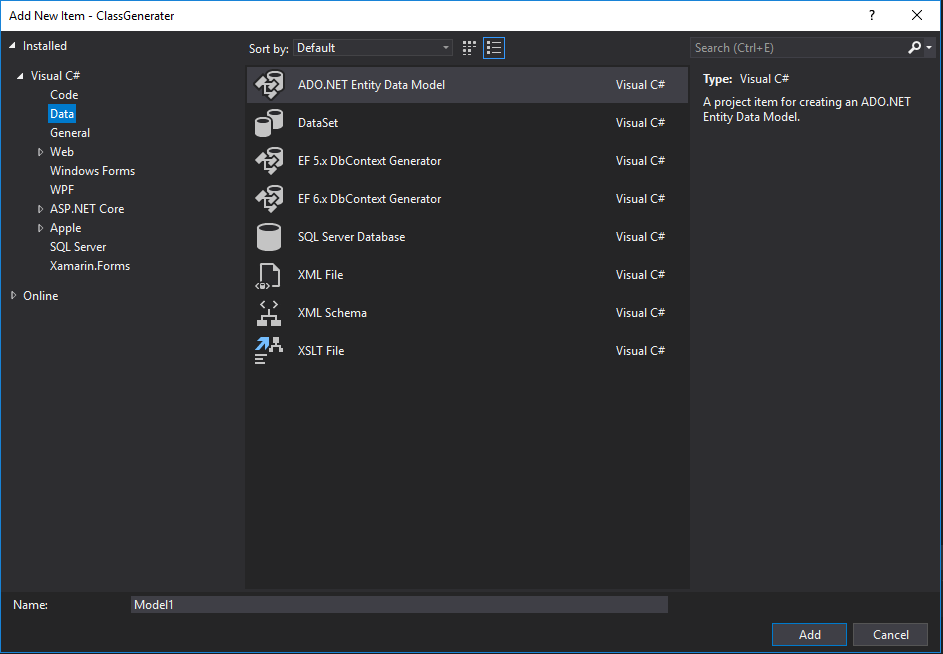 Add New Item - ClassGenerater
?
Installed
Visual C#
Code
Data
General
Web
Windows Forms
WPF
ASP.NET Core
Apple
SQL Server
Xamarin.Forms
Online
Sort by: Default
ADO.NET Entity Data Model Visual C#
DataSet Visual C#
EF 5.x DbContext Generator Visual C#
EF 6.x DbContext Generator Visual C#
SQL Server Database Visual C#
XML File Visual C#
XML Schema Visual C#
XSLT File Visual C#
Search (Ctrl+E)
Type: Visual C#
A project item for creating an ADO.NET
Entity Data Model.
Name: Model1
Add Cancel